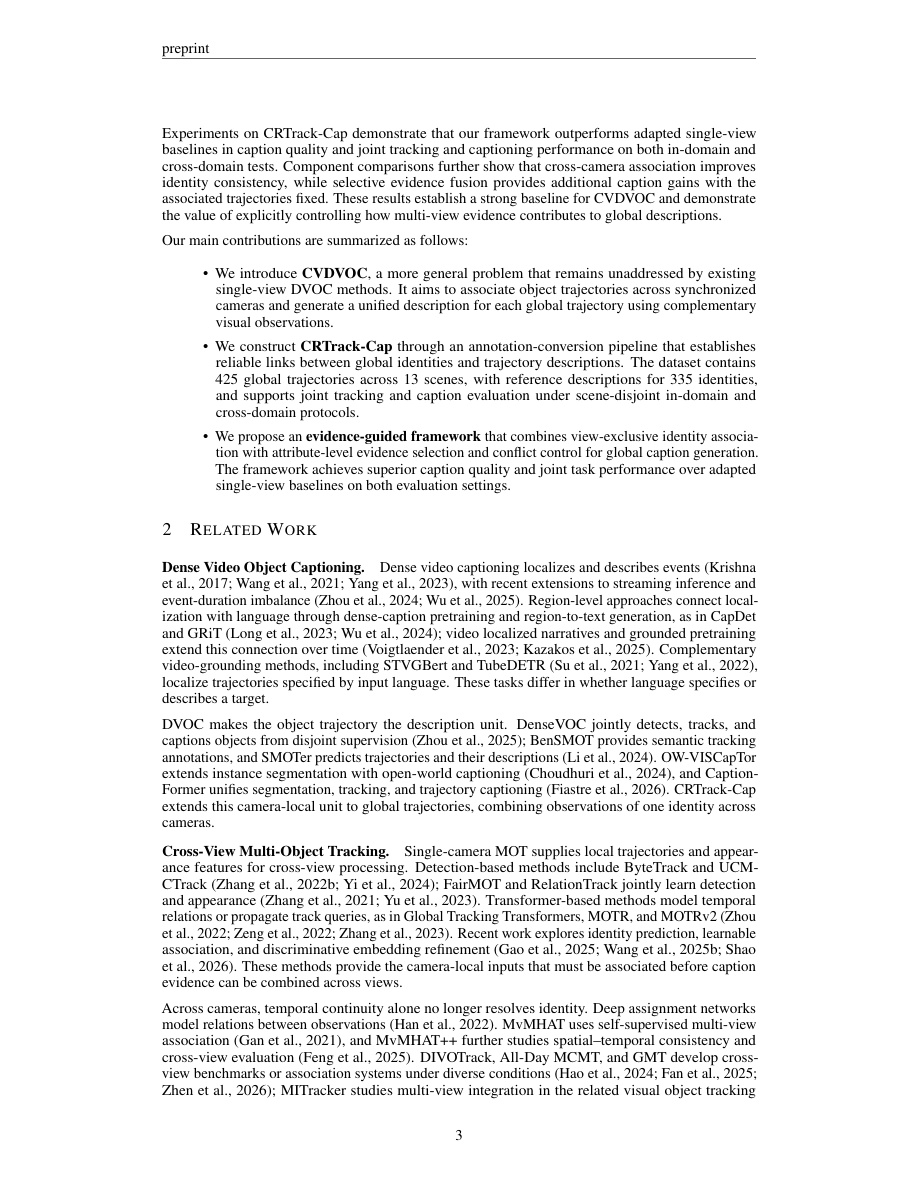 preprint
Experiments on CRTrack-Cap demonstrate that our framework outperforms adapted single-view
baselines in caption quality and joint tracking and captioning performance on both in-domain and
cross-domain tests. Component comparisons further show that cross-camera association improves
identity consistency, while selective evidence fusion provides additional caption gains with the
associated trajectories fixed. These results establish a strong baseline for CVDVOC and demonstrate
the value of explicitly controlling how multi-view evidence contributes to global descriptions.
Our main contributions are summarized as follows:
• We introduce CVDVOC, a more general problem that remains unaddressed by existing
single-view DVOC methods. It aims to associate object trajectories across synchronized
cameras and generate a unified description for each global trajectory using complementary
visual observations.
• We construct CRTrack-Cap through an annotation-conversion pipeline that establishes
reliable links between global identities and trajectory descriptions. The dataset contains
425 global trajectories across 13 scenes, with reference descriptions for 335 identities,
and supports joint tracking and caption evaluation under scene-disjoint in-domain and
cross-domain protocols.
• We propose an evidence-guided framework that combines view-exclusive identity associa-
tion with attribute-level evidence selection and conflict control for global caption generation.
The framework achieves superior caption quality and joint task performance over adapted
single-view baselines on both evaluation settings.
2 RELATED WORK
Dense Video Object Captioning. Dense video captioning localizes and describes events (Krishna
et al., 2017; Wang et al., 2021; Yang et al., 2023), with recent extensions to streaming inference and
event-duration imbalance (Zhou et al., 2024; Wu et al., 2025). Region-level approaches connect local-
ization with language through dense-caption pretraining and region-to-text generation, as in CapDet
and GRiT (Long et al., 2023; Wu et al., 2024); video localized narratives and grounded pretraining
extend this connection over time (Voigtlaender et al., 2023; Kazakos et al., 2025). Complementary
video-grounding methods, including STVGBert and TubeDETR (Su et al., 2021; Yang et al., 2022),
localize trajectories specified by input language. These tasks differ in whether language specifies or
describes a target.
DVOC makes the object trajectory the description unit. DenseVOC jointly detects, tracks, and
captions objects from disjoint supervision (Zhou et al., 2025); BenSMOT provides semantic tracking
annotations, and SMOTer predicts trajectories and their descriptions (Li et al., 2024). OW-VISCapTor
extends instance segmentation with open-world captioning (Choudhuri et al., 2024), and Caption-
Former unifies segmentation, tracking, and trajectory captioning (Fiastre et al., 2026). CRTrack-Cap
extends this camera-local unit to global trajectories, combining observations of one identity across
cameras.
Cross-View Multi-Object Tracking. Single-camera MOT supplies local trajectories and appear-
ance features for cross-view processing. Detection-based methods include ByteTrack and UCM-
CTrack (Zhang et al., 2022b; Yi et al., 2024); FairMOT and RelationTrack jointly learn detection
and appearance (Zhang et al., 2021; Yu et al., 2023). Transformer-based methods model temporal
relations or propagate track queries, as in Global Tracking Transformers, MOTR, and MOTRv2 (Zhou
et al., 2022; Zeng et al., 2022; Zhang et al., 2023). Recent work explores identity prediction, learnable
association, and discriminative embedding refinement (Gao et al., 2025; Wang et al., 2025b; Shao
et al., 2026). These methods provide the camera-local inputs that must be associated before caption
evidence can be combined across views.
Across cameras, temporal continuity alone no longer resolves identity. Deep assignment networks
model relations between observations (Han et al., 2022). MvMHAT uses self-supervised multi-view
association (Gan et al., 2021), and MvMHAT++ further studies spatial–temporal consistency and
cross-view evaluation (Feng et al., 2025). DIVOTrack, All-Day MCMT, and GMT develop cross-
view benchmarks or association systems under diverse conditions (Hao et al., 2024; Fan et al., 2025;
Zhen et al., 2026); MITracker studies multi-view integration in the related visual object tracking
3